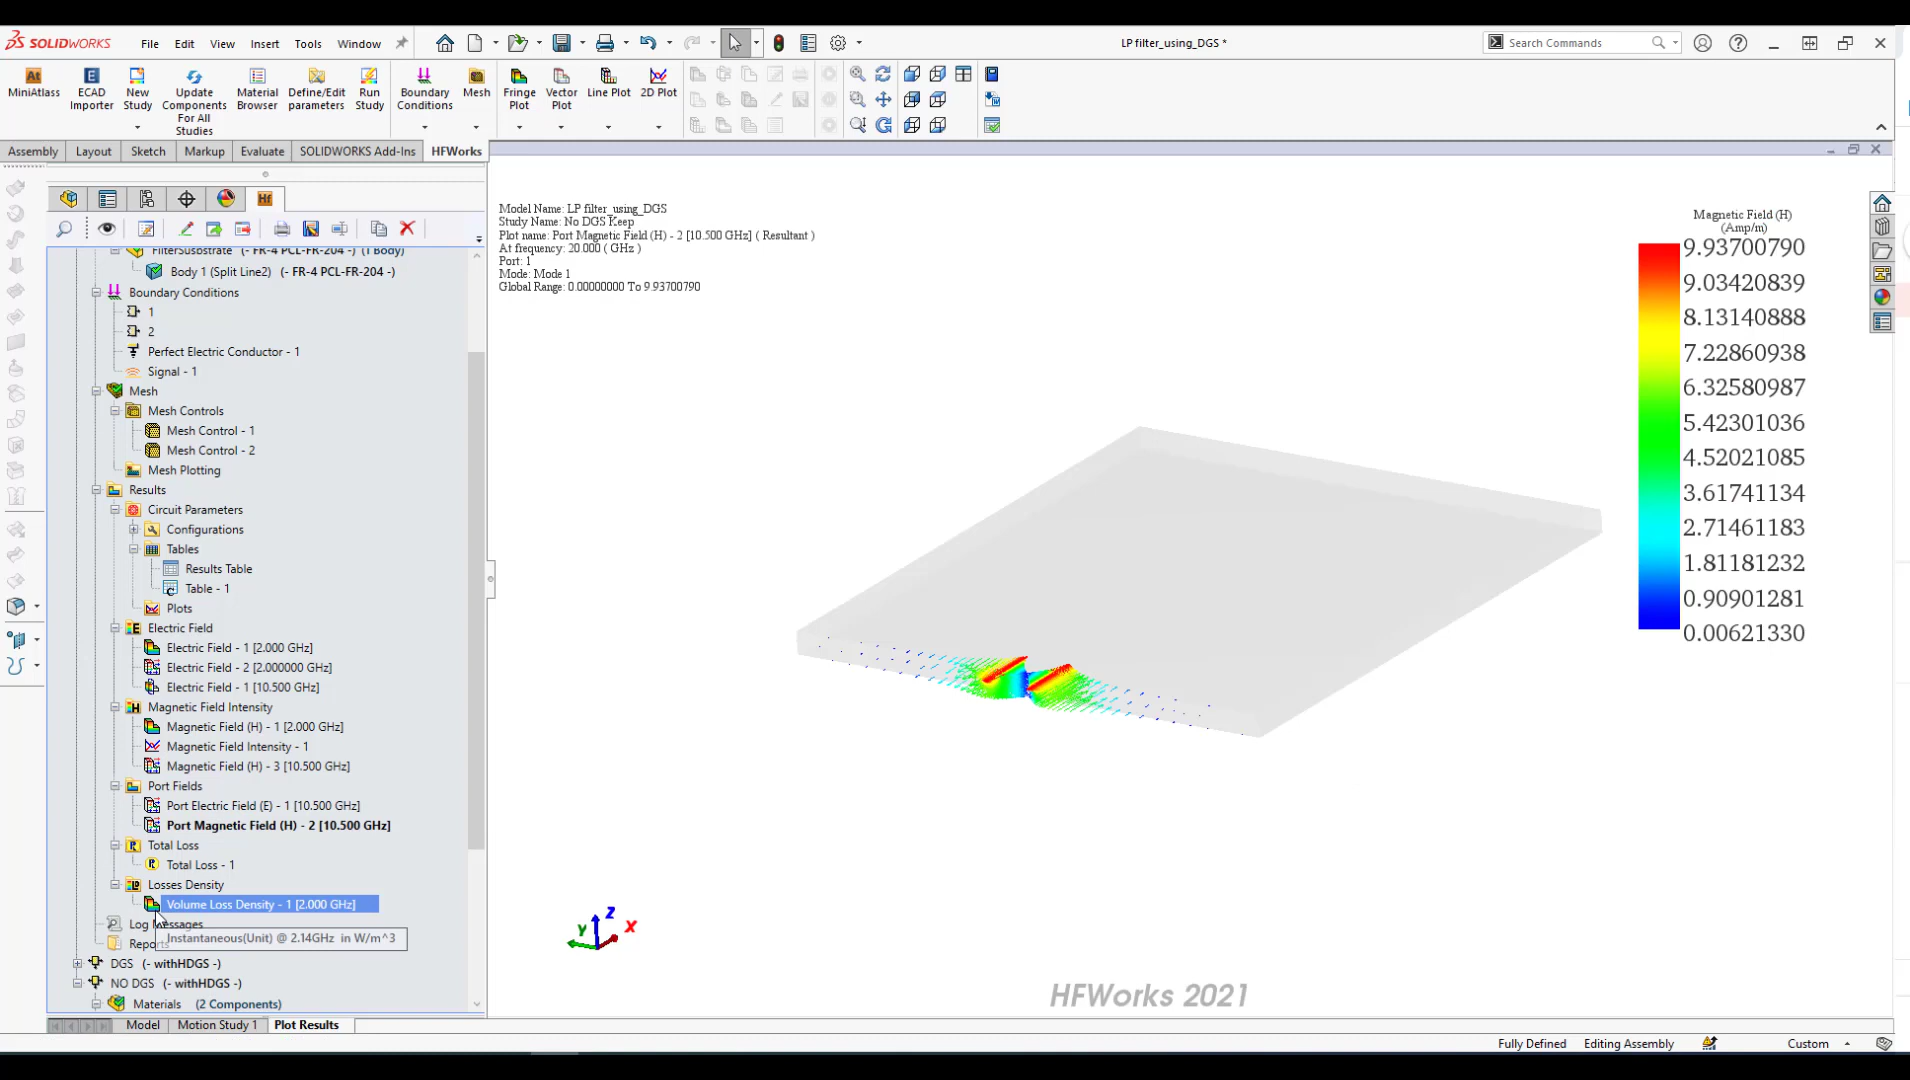 SOLIDWORKS File Edit View Insert Tools Window LP filter_using_DGS * Search Commands
MiniAtlass
ECAD Importer
New Study
Update Components For All Studies
Material Browser
Define/Edit parameters
Run Study
Boundary Conditions
Mesh
Fringe Plot
Vector Plot
Line Plot
2D Plot
Assembly Layout Sketch Markup Evaluate SOLIDWORKS Add-Ins HFWorks
FilterSusbstrate (- FR-4 PCL-FR-204 -) (1 Body)
Body 1 (Split Line2) (- FR-4 PCL-FR-204 -)
Boundary Conditions
1
2
Perfect Electric Conductor - 1
Signal - 1
Mesh
Mesh Controls
Mesh Control - 1
Mesh Control - 2
Mesh Plotting
Results
Circuit Parameters
Configurations
Tables
Results Table
Table - 1
Plots
Electric Field
Electric Field - 1 [2.000 GHz]
Electric Field - 2 [2.000000 GHz]
Electric Field - 1 [10.500 GHz]
Magnetic Field Intensity
Magnetic Field (H) - 1 [2.000 GHz]
Magnetic Field Intensity - 1
Magnetic Field (H) - 3 [10.500 GHz]
Port Fields
Port Electric Field (E) - 1 [10.500 GHz]
Port Magnetic Field (H) - 2 [10.500 GHz]
Total Loss
Total Loss - 1
Losses Density
Volume Loss Density - 1 [2.000 GHz]
Log Messages
Instantaneous(Unit) @ 2.14GHz in W/m^3
Report
DGS (- withHDGS -)
NO DGS (- withHDGS -)
Materials (2 Components)
Model Motion Study 1 Plot Results
Model Name: LP filter_using_DGS
Study Name: No DGS Keep
Plot name: Port Magnetic Field (H) - 2 [10.500 GHz] ( Resultant )
At frequency: 20.000 ( GHz )
Port: 1
Mode: Mode 1
Global Range: 0.00000000 To 9.93700790
Magnetic Field (H)
(Amp/m)
9.93700790
9.03420839
8.13140888
7.22860938
6.32580987
5.42301036
4.52021085
3.61741134
2.71461183
1.81181232
0.90901281
0.00621330
Z
Y
X
HFWorks 2021
Fully Defined Editing Assembly Custom